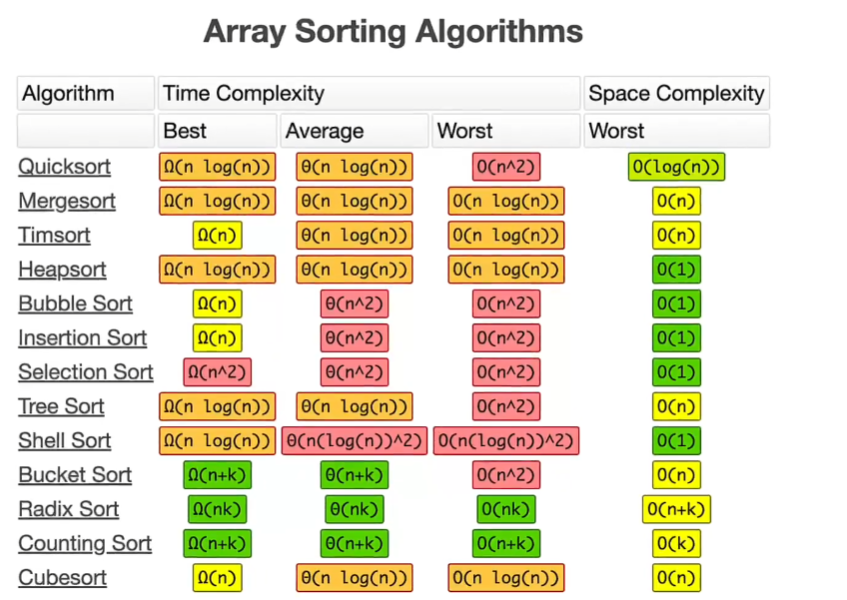 Array Sorting Algorithms
Algorithm Time Complexity Space Complexity
Best Average Worst Worst
Quicksort Ω(n log(n)) Θ(n log(n)) O(n^2) O(log(n))
Mergesort Ω(n log(n)) Θ(n log(n)) O(n log(n)) O(n)
Timsort Ω(n) Θ(n log(n)) O(n log(n)) O(n)
Heapsort Ω(n log(n)) Θ(n log(n)) O(n log(n)) O(1)
Bubble Sort Ω(n) Θ(n^2) O(n^2) O(1)
Insertion Sort Ω(n) Θ(n^2) O(n^2) O(1)
Selection Sort Ω(n^2) Θ(n^2) O(n^2) O(1)
Tree Sort Ω(n log(n)) Θ(n log(n)) O(n^2) O(n)
Shell Sort Ω(n log(n)) Θ(n(log(n))^2) O(n(log(n))^2) O(1)
Bucket Sort Ω(n+k) Θ(n+k) O(n^2) O(n)
Radix Sort Ω(nk) Θ(nk) O(nk) O(n+k)
Counting Sort Ω(n+k) Θ(n+k) O(n+k) O(k)
Cubesort Ω(n) Θ(n log(n)) O(n log(n)) O(n)